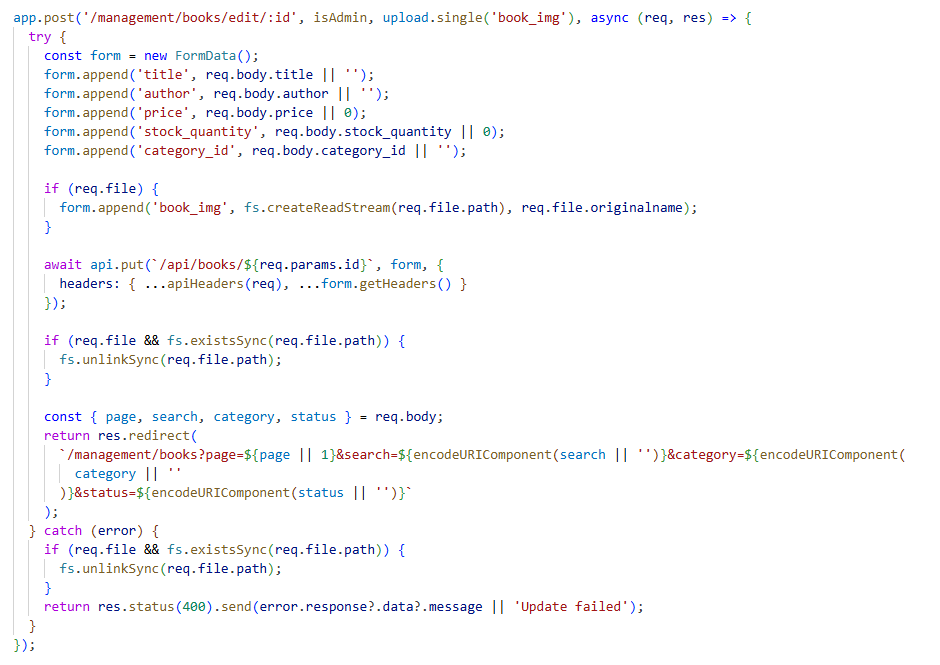 app.post('/management/books/edit/:id', isAdmin, upload.single('book_img'), async (req, res) => {
  try {
    const form = new FormData();
    form.append('title', req.body.title || '');
    form.append('author', req.body.author || '');
    form.append('price', req.body.price || 0);
    form.append('stock_quantity', req.body.stock_quantity || 0);
    form.append('category_id', req.body.category_id || '');

    if (req.file) {
      form.append('book_img', fs.createReadStream(req.file.path), req.file.originalname);
    }

    await api.put(`/api/books/${req.params.id}`, form, {
      headers: { ...apiHeaders(req), ...form.getHeaders() }
    });

    if (req.file && fs.existsSync(req.file.path)) {
      fs.unlinkSync(req.file.path);
    }

    const { page, search, category, status } = req.body;
    return res.redirect(
      `/management/books?page=${page || 1}&search=${encodeURIComponent(search || '')}&category=${encodeURIComponent(
        category || ''
      )}&status=${encodeURIComponent(status || '')}`
    );
  } catch (error) {
    if (req.file && fs.existsSync(req.file.path)) {
      fs.unlinkSync(req.file.path);
    }
    return res.status(400).send(error.response?.data?.message || 'Update failed');
  }
});